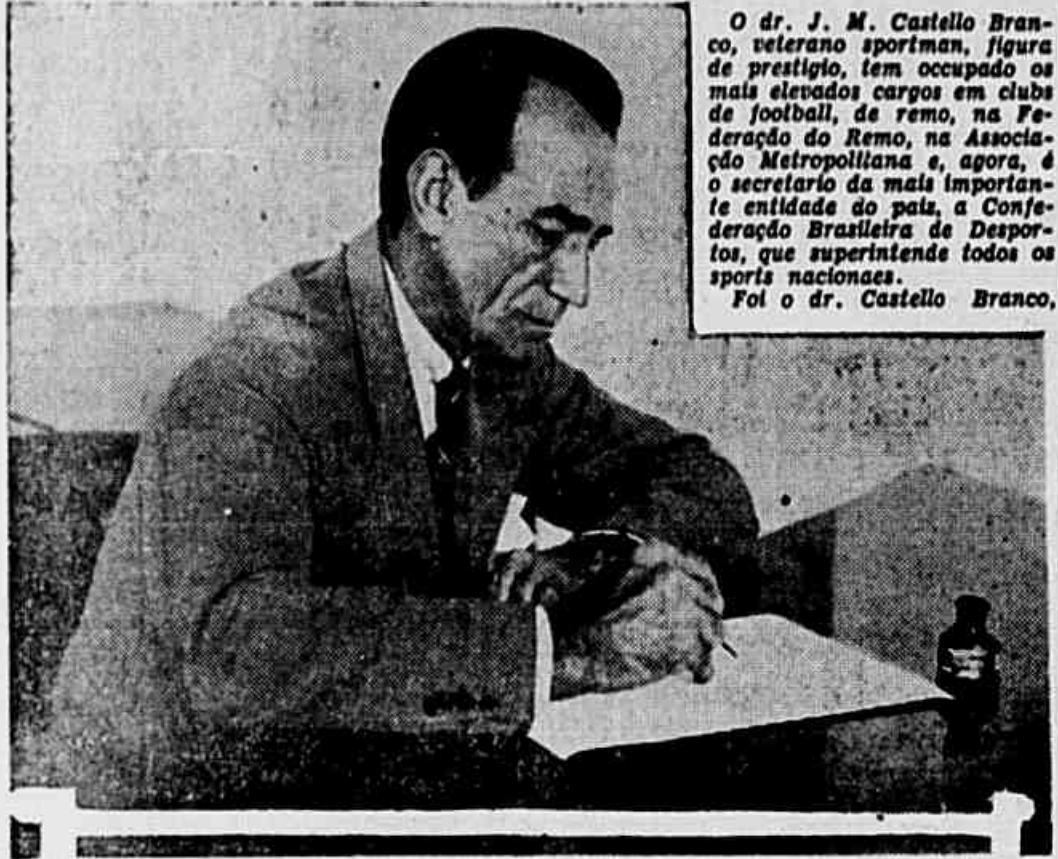 O dr. J. M. Castello Bran-
co, veterano sportman, figura
de prestigio, tem occupado os
mais elevados cargos em clubs
de football, de remo, na Fe-
deração do Remo, na Associa-
ção Metropolitana e, agora, é
o secretario da mais importan-
te entidade do paiz, a Confe-
deração Brasileira de Despor-
tos, que superintende todos os
sports nacionaes.
Foi o dr. Castello Branco,